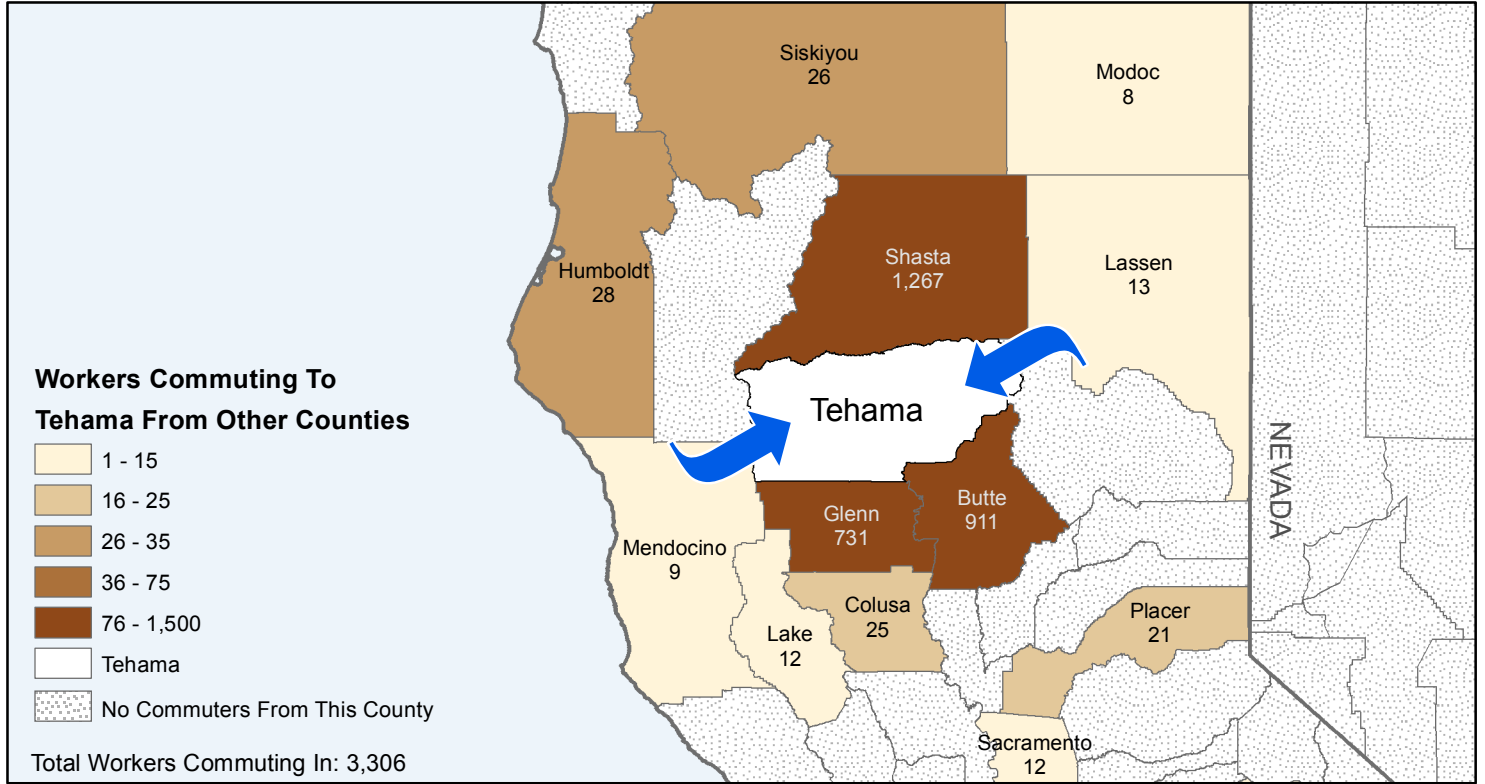 Siskiyou
26
Modoc
8
Shasta
1,267
Lassen
13
Humboldt
28
Tehama
NEVADA
Glenn
731
Butte
911
Mendocino
9
Colusa
25
Placer
21
Lake
12
Sacramento
12
Workers Commuting To
Tehama From Other Counties
1 - 15
16 - 25
26 - 35
36 - 75
76 - 1,500
Tehama
No Commuters From This County
Total Workers Commuting In: 3,306